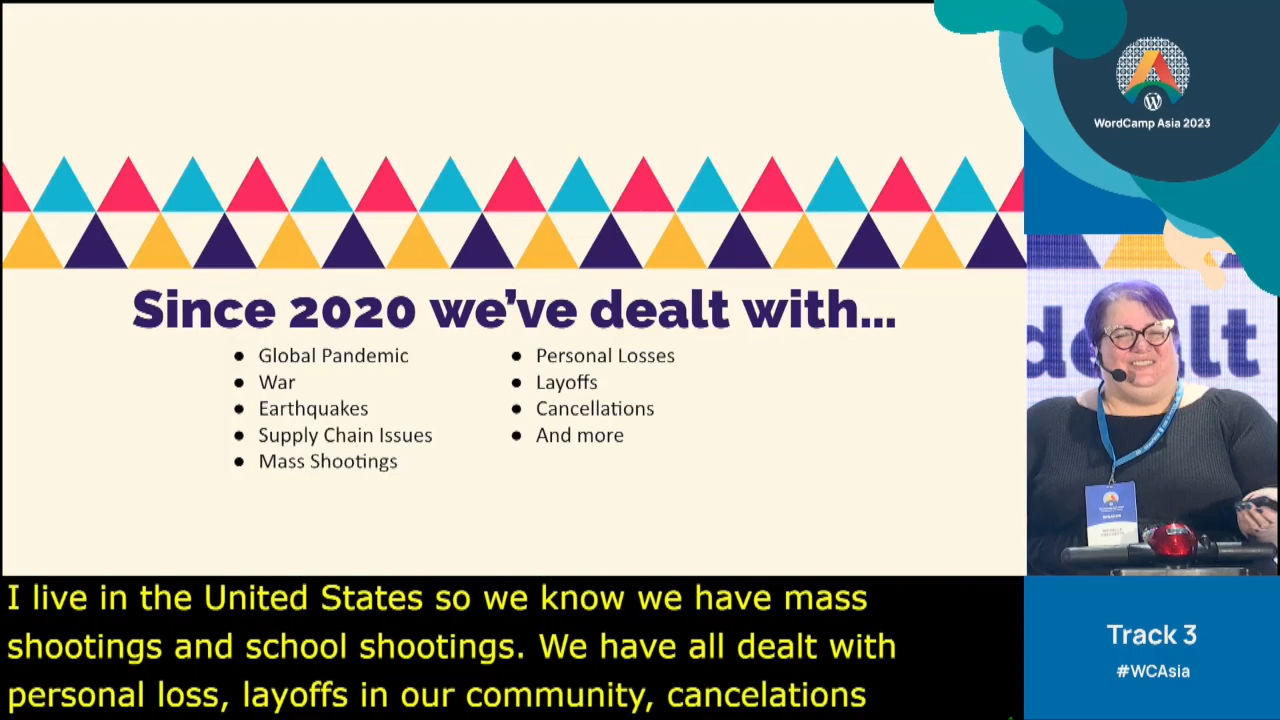 WordCamp Asia 2023
Since 2020 we've dealt with...
● Global Pandemic
● War
● Earthquakes
● Supply Chain Issues
● Mass Shootings
● Personal Losses
● Layoffs
● Cancellations
● And more
dealt
I live in the United States so we know we have mass
shootings and school shootings. We have all dealt with
personal loss, layoffs in our community, cancelations
Track 3
#WCAsia